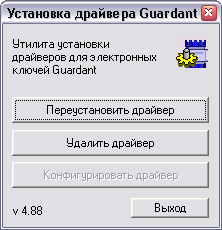 Установка драйвера Guardant
Утилита установки
драйверов для электронных
ключей Guardant
Переустановить драйвер
Удалить драйвер
Конфигурировать драйвер
v 4.88
Выход